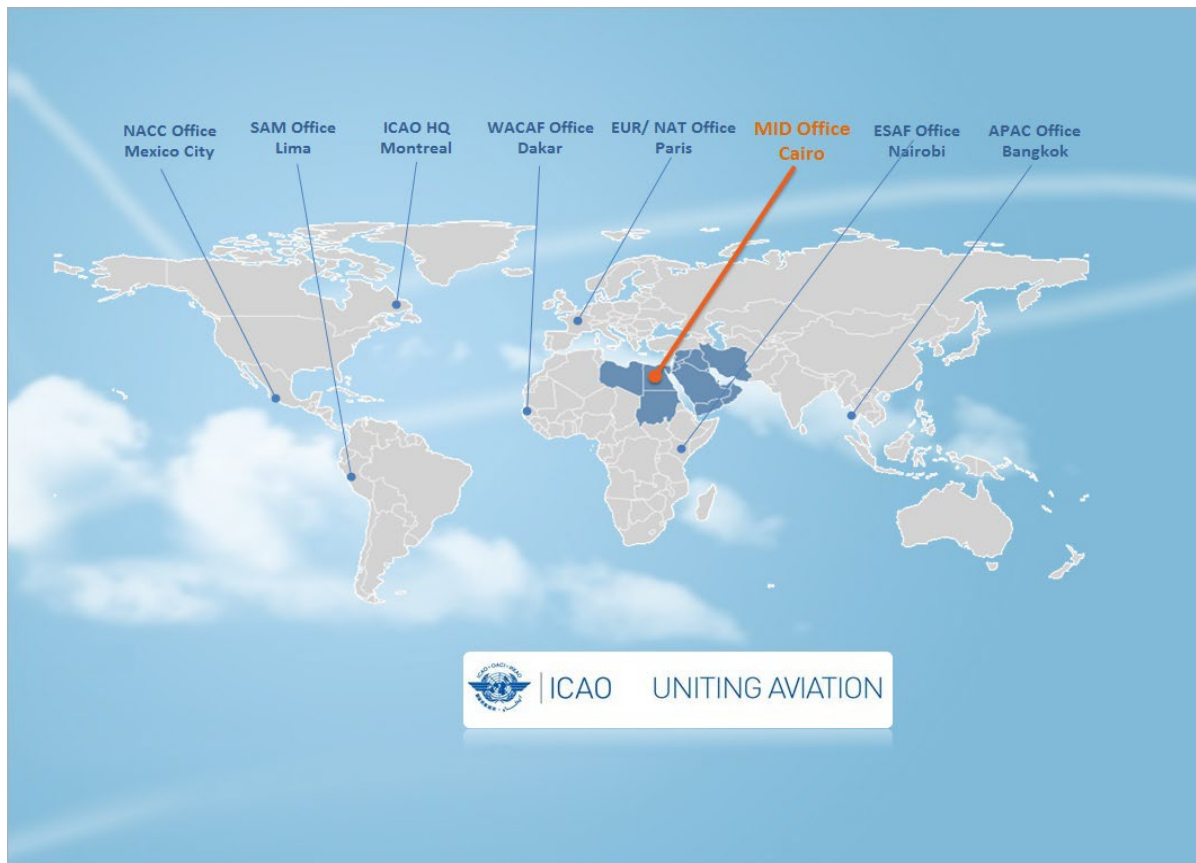 NACC Office
Mexico City
SAM Office
Lima
ICAO HQ
Montreal
WACAF Office
Dakar
EUR/ NAT Office
Paris
MID Office
Cairo
ESAF Office
Nairobi
APAC Office
Bangkok
ICAO UNITING AVIATION